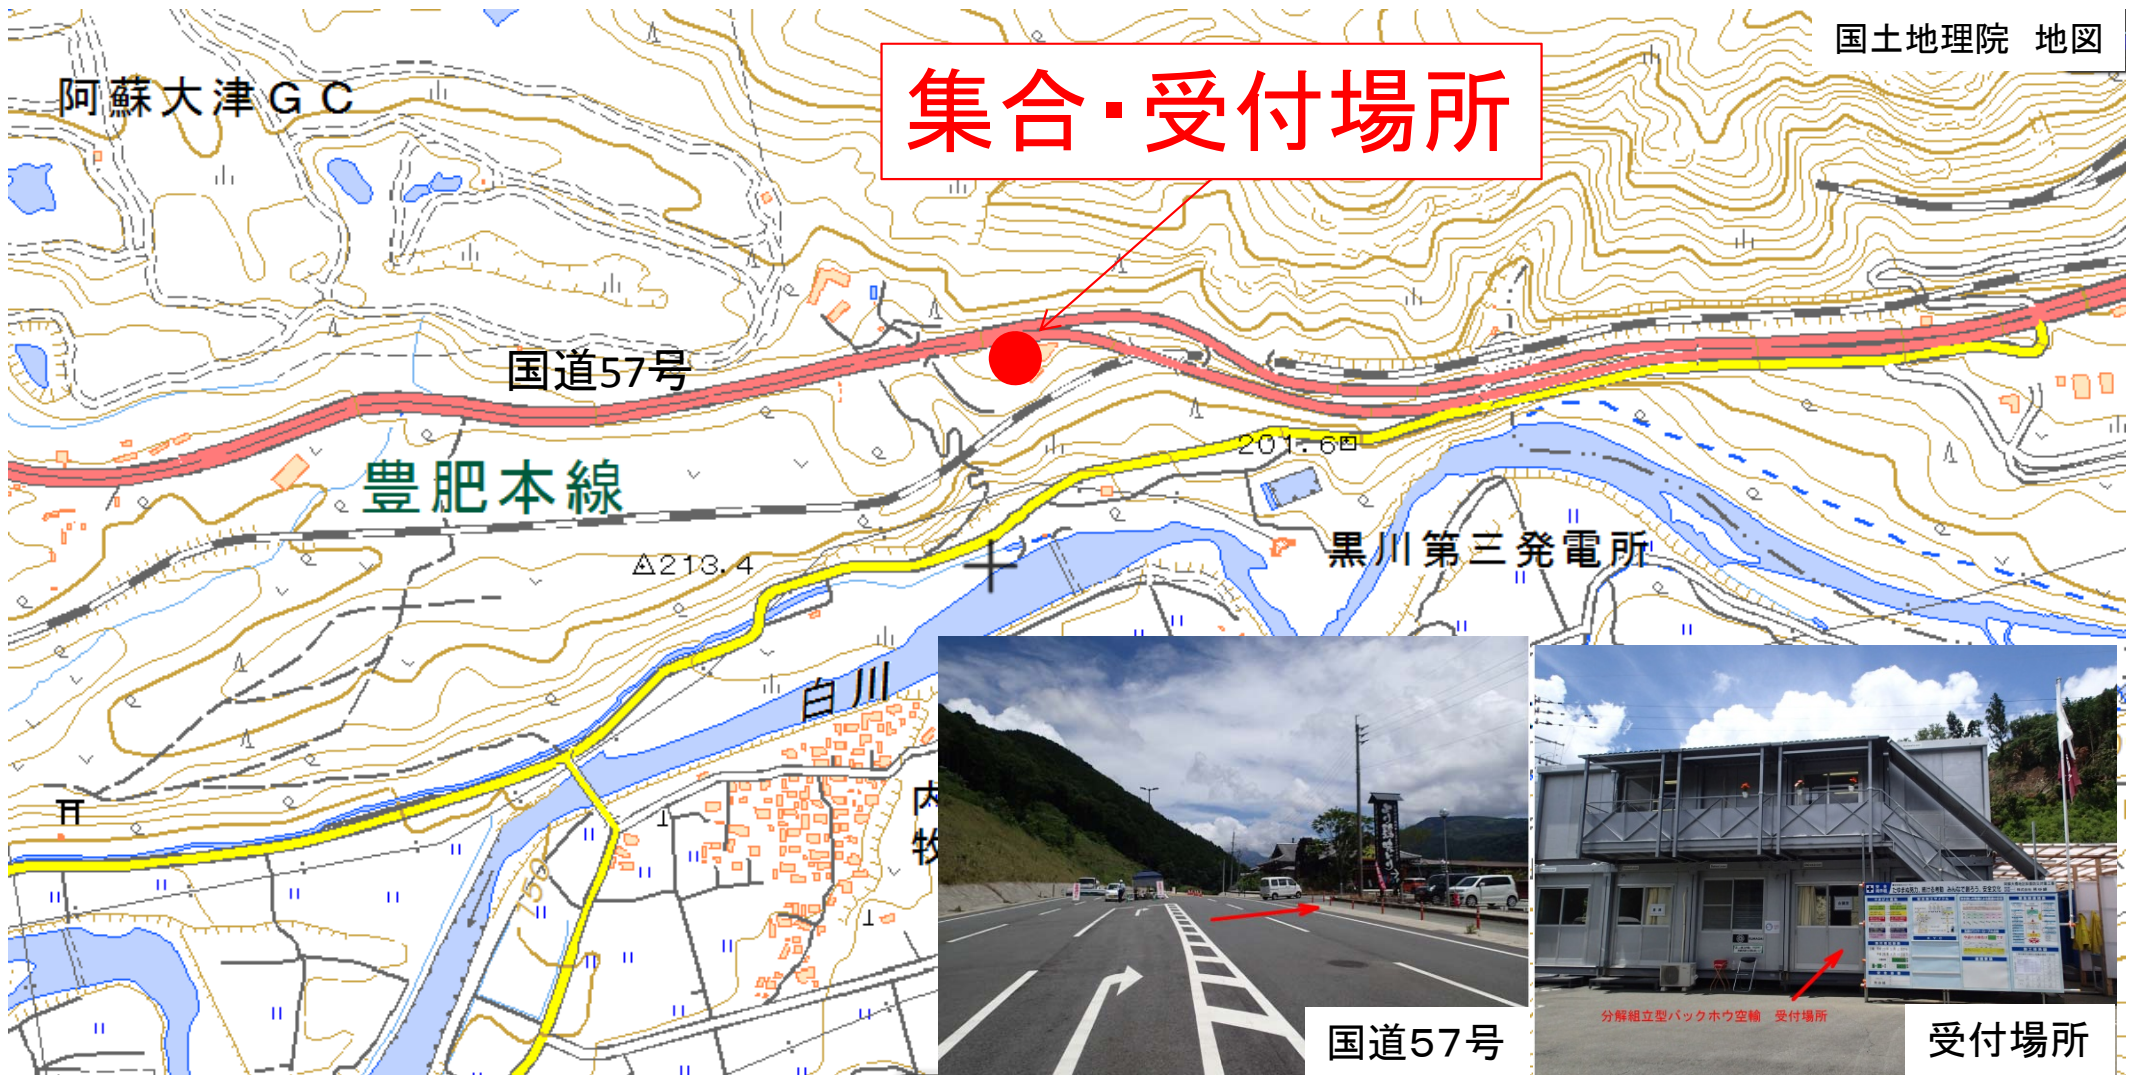 国土地理院 地図
阿蘇大津ＧＣ
集合・受付場所
国道57号
201.6
豊肥本線
213.4
黒川第三発電所
白川
内
牧
150
国道５７号
分解組立型バックホウ空輸 受付場所
受付場所